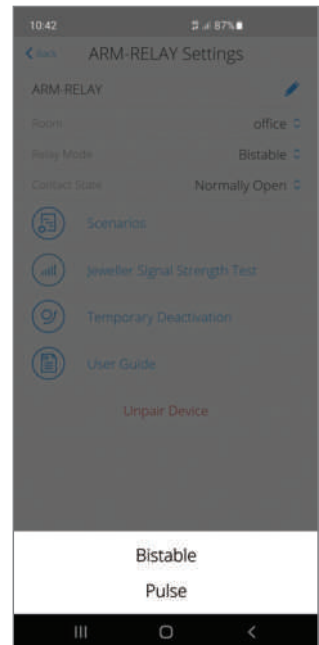 10:42 87%
Back ARM-RELAY Settings
ARM-RELAY
Room office
Relay Mode Bistable
Contact State Normally Open
Scenarios
Jeweller Signal Strength Test
Temporary Deactivation
User Guide
Unpair Device
Bistable
Pulse